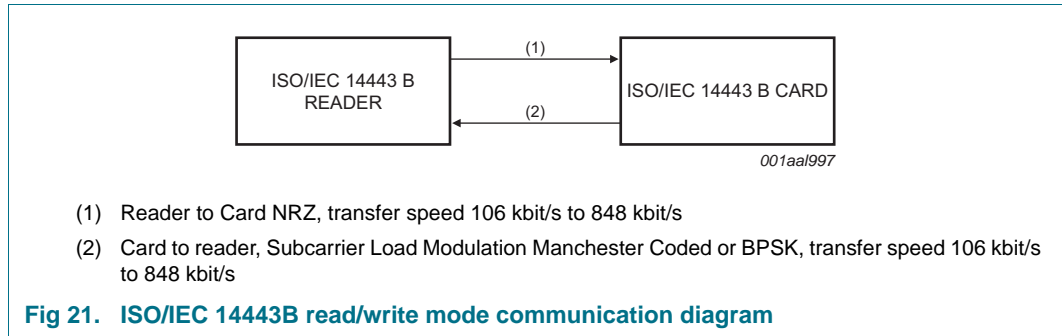 (1)
ISO/IEC 14443 B
READER
ISO/IEC 14443 B CARD
(2)
001aal997
(1) Reader to Card NRZ, transfer speed 106 kbit/s to 848 kbit/s
(2) Card to reader, Subcarrier Load Modulation Manchester Coded or BPSK, transfer speed 106 kbit/s
to 848 kbit/s
Fig 21. ISO/IEC 14443B read/write mode communication diagram